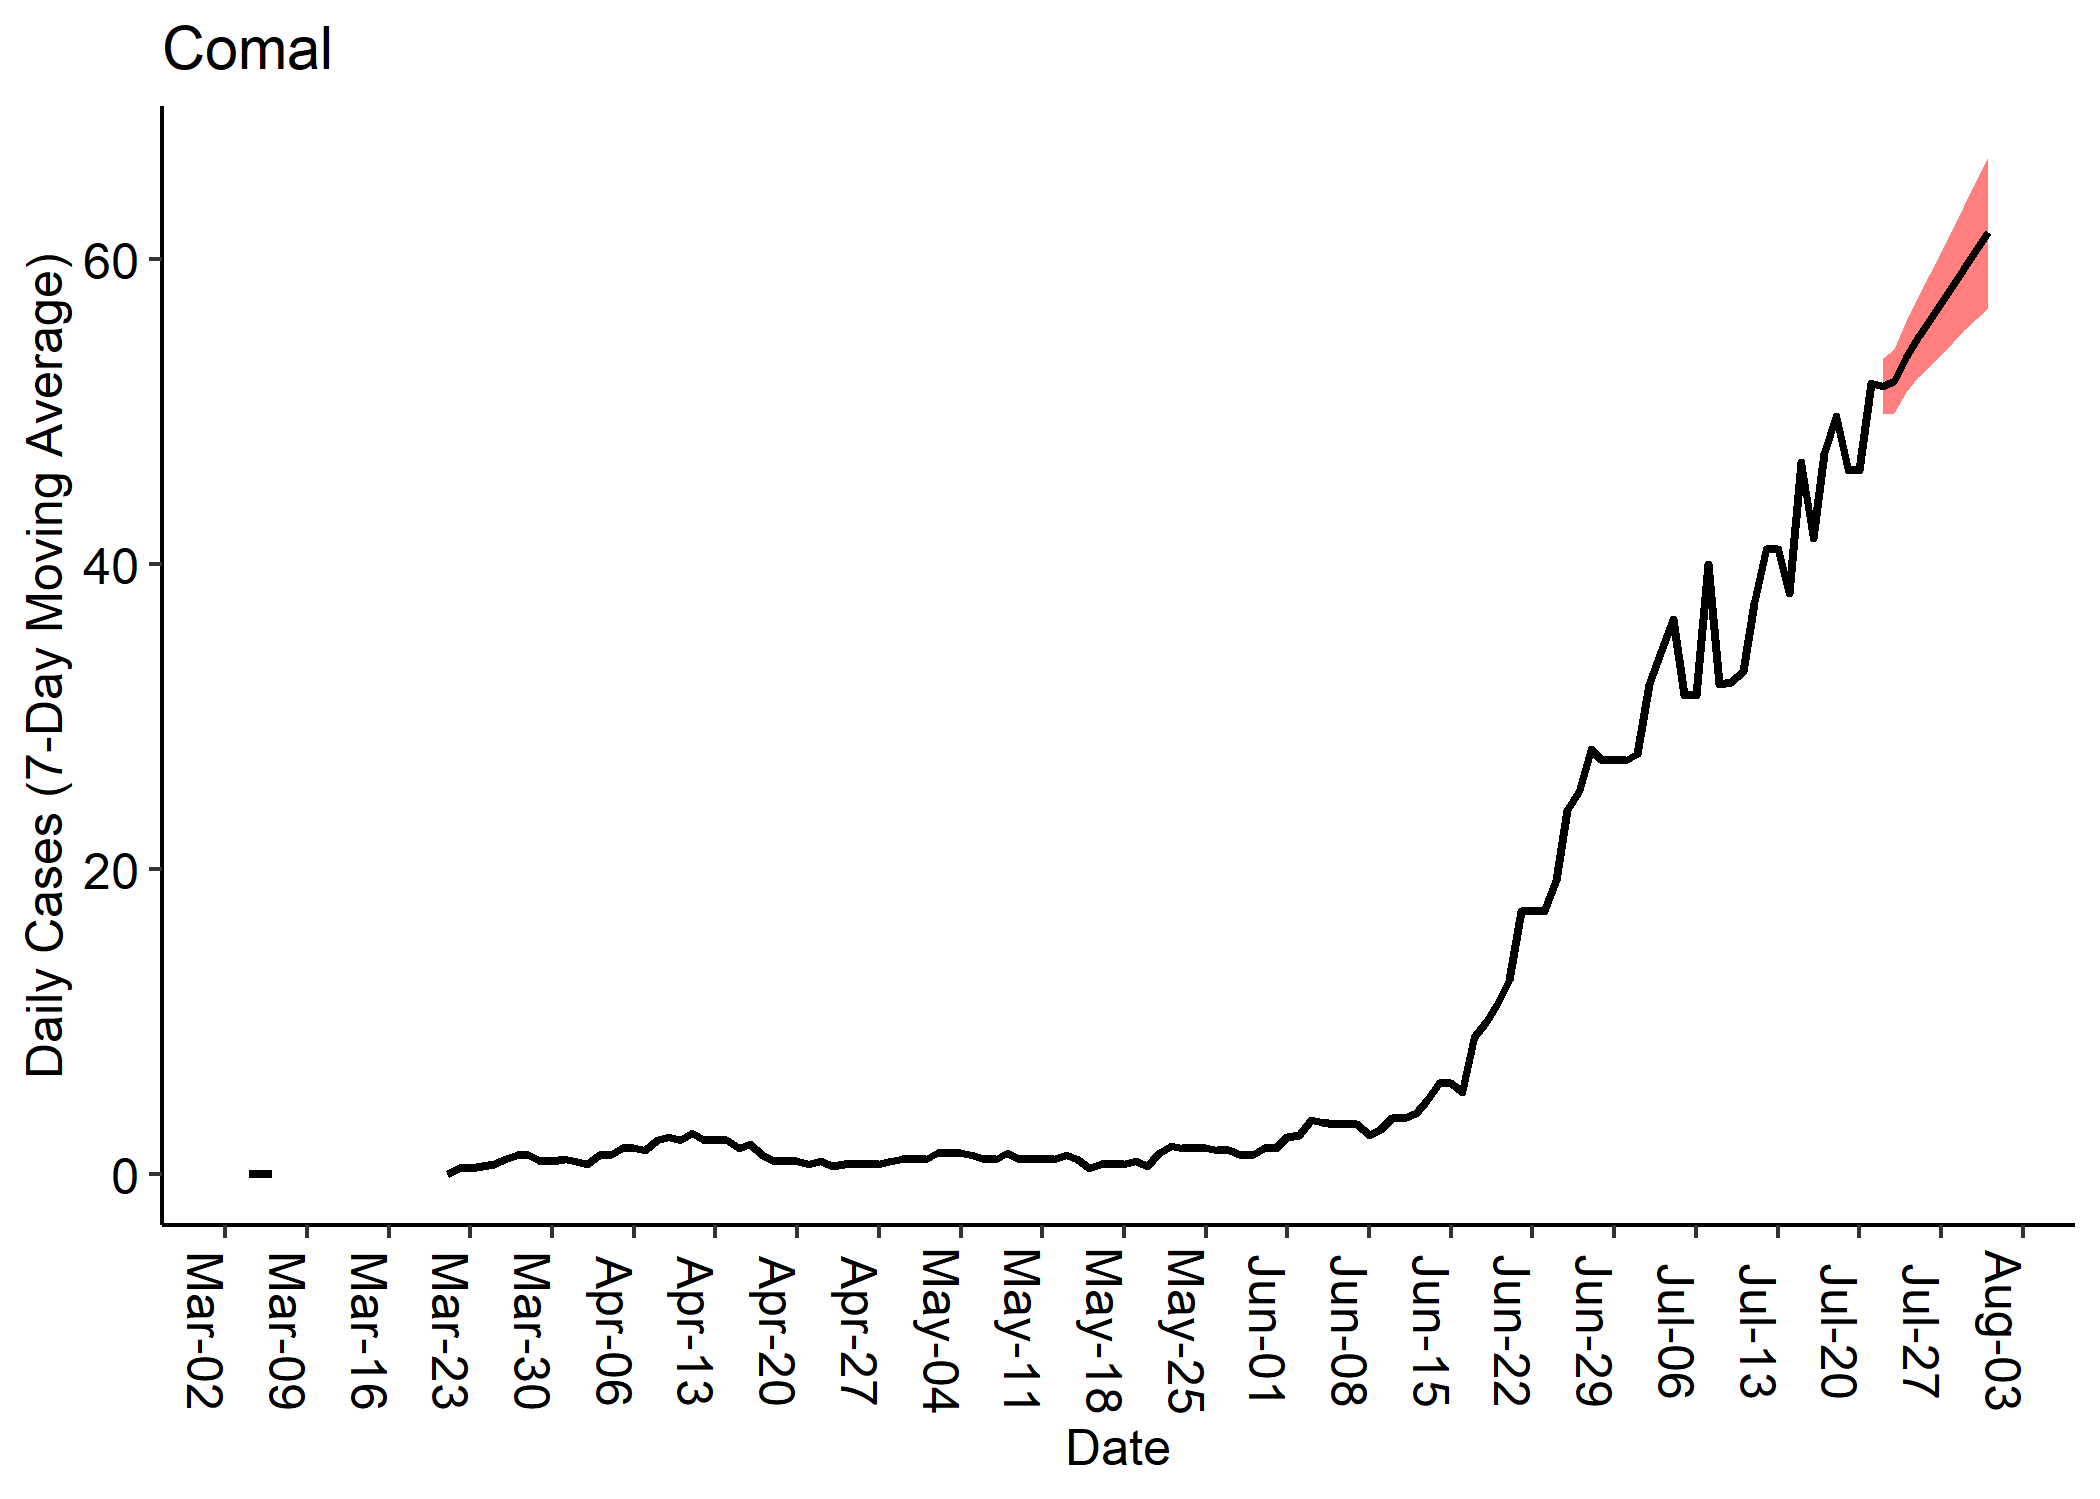 Comal
Daily Cases (7-Day Moving Average)
60
40
20
0
Mar-02
Mar-09
Mar-16
Mar-23
Mar-30
Apr-06
Apr-13
Apr-20
Apr-27
May-04
May-11
May-18
May-25
Jun-01
Jun-08
Jun-15
Jun-22
Jun-29
Jul-06
Jul-13
Jul-20
Jul-27
Aug-03
Date